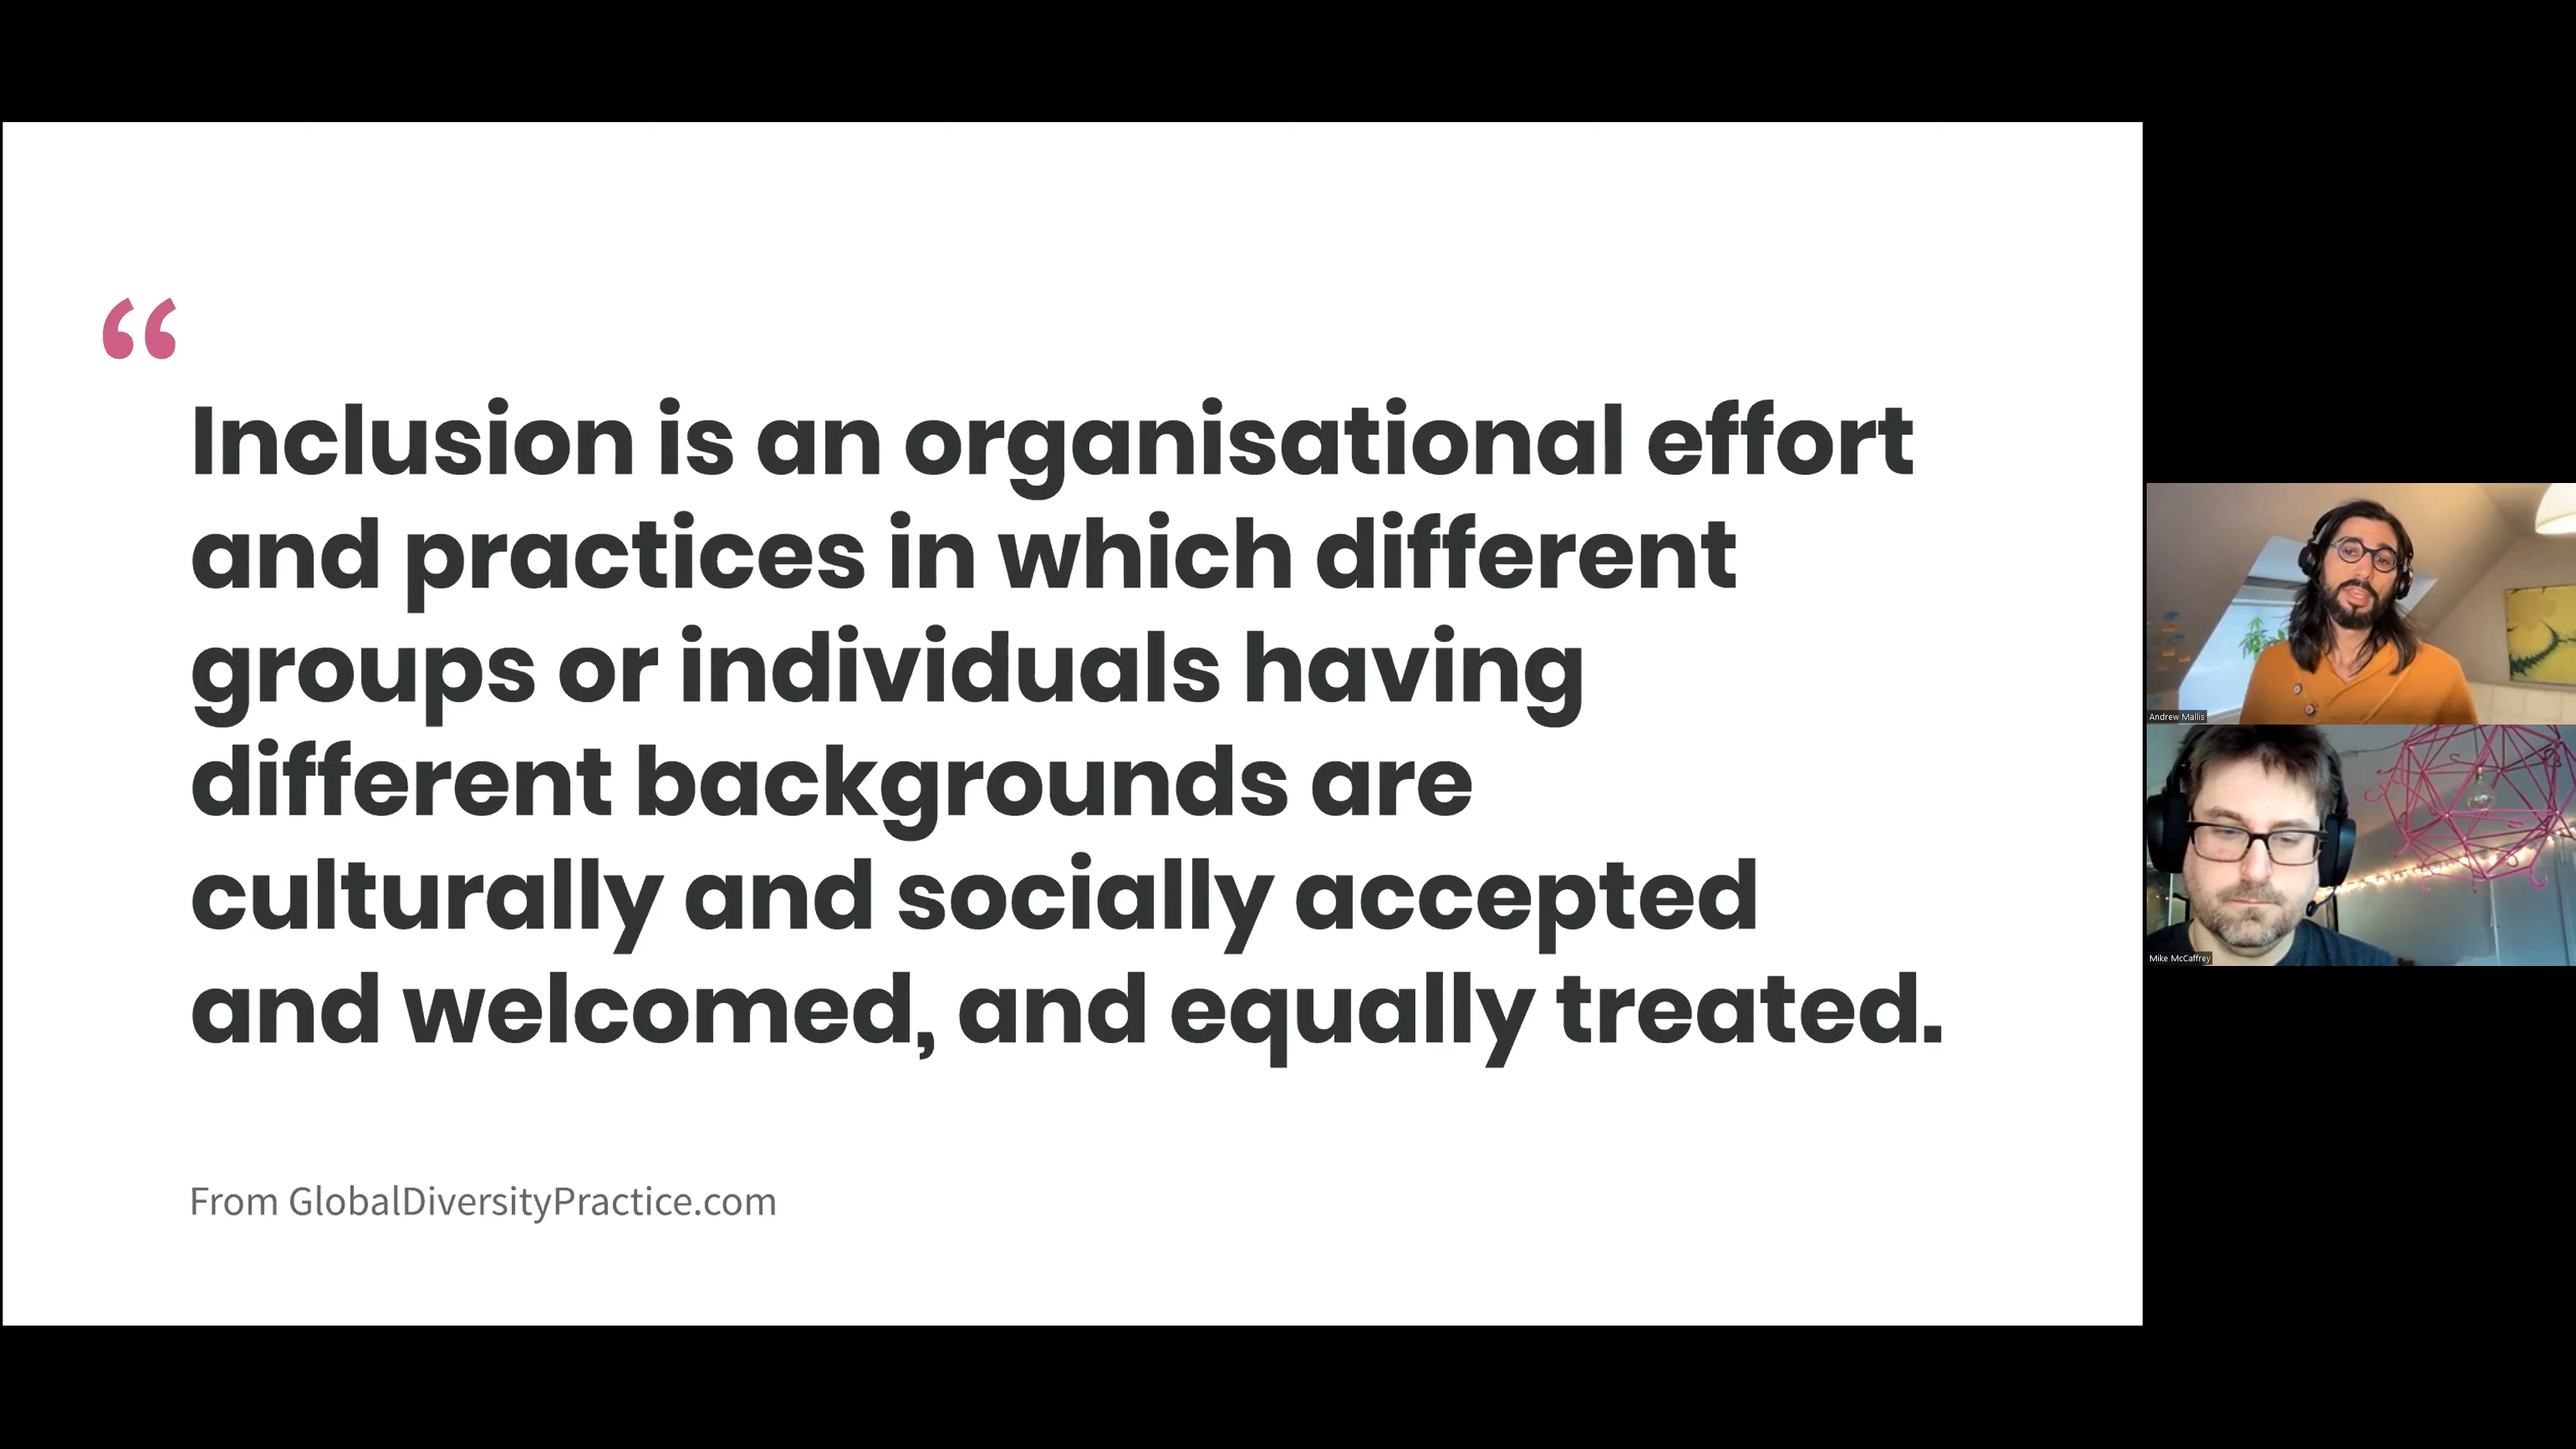 “
Inclusion is an organisational effort
and practices in which different
groups or individuals having
different backgrounds are
culturally and socially accepted
and welcomed, and equally treated.
From GlobalDiversityPractice.com
Andrew Mallis
Mike McCaffrey